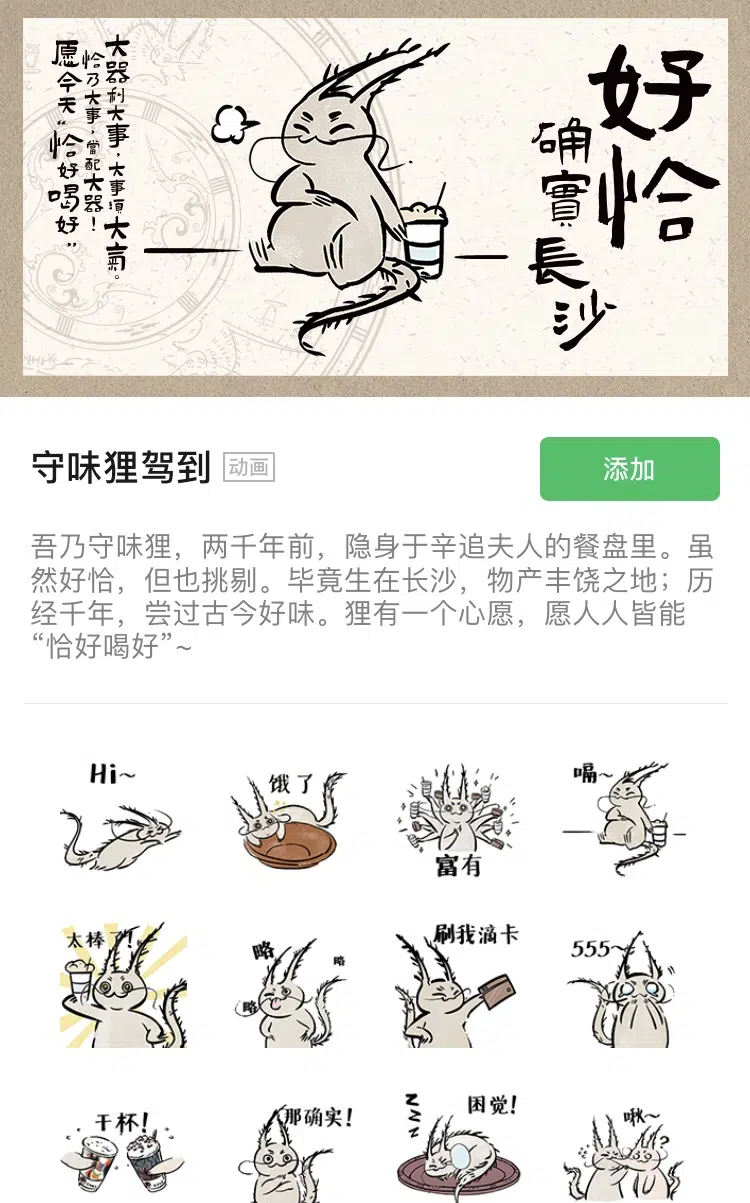 好恰
确實長沙
大器利大事，大事須大氣。
恰乃大事，當配大器！
愿今天“恰好喝好”
守味狸驾到
动画
添加
吾乃守味狸，两千年前，隐身于辛追夫人的餐盘里。虽
然好恰，但也挑剔。毕竟生在长沙，物产丰饶之地；历
经千年，尝过古今好味。狸有一个心愿，愿人人皆能
“恰好喝好”~
Hi~
饿了
富有
嗝~
太棒了!
略
略
略
刷我滴卡
555~
干杯!
那确实!
ZZZ
困觉!
啾~
?